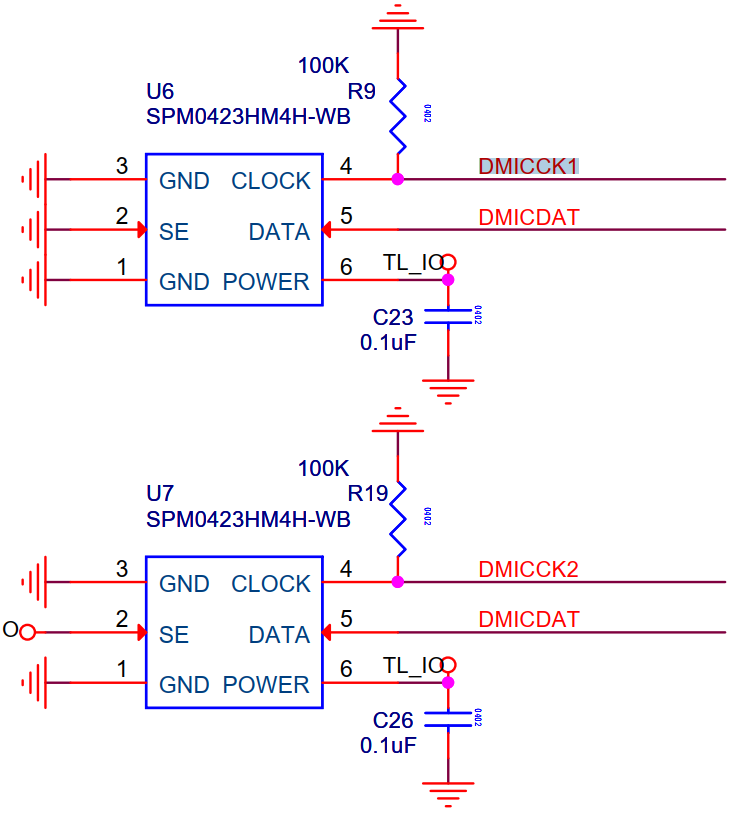 100K
U6
R9
0402
SPM0423HM4H-WB
3
GND
CLOCK
4
DMICCK1
2
SE
DATA
5
DMICDAT
1
GND
POWER
6
TL_IO
C23
0402
0.1uF
100K
U7
R19
0402
SPM0423HM4H-WB
3
GND
CLOCK
4
DMICCK2
O
2
SE
DATA
5
DMICDAT
1
GND
POWER
6
TL_IO
C26
0402
0.1uF